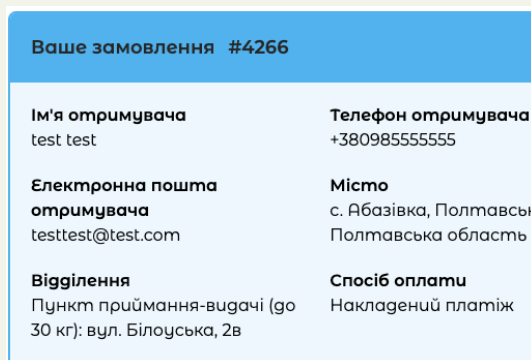 Ваше замовлення #4266
Ім'я отримувача
test test
Телефон отримувача
+380985555555
Електронна пошта
отримувача
testtest@test.com
Місто
с. Абазівка,
Полтавська область
Відділення
Пункт приймання-видачі (до
30 кг): вул. Білоуська, 2в
Спосіб оплати
Накладений платіж